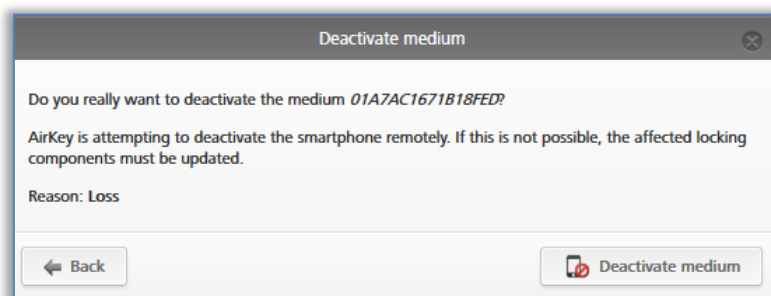 Deactivate medium
Do you really want to deactivate the medium 01A7AC1671B18FED?
AirKey is attempting to deactivate the smartphone remotely. If this is not possible, the affected locking
components must be updated.
Reason: Loss
Back
Deactivate medium